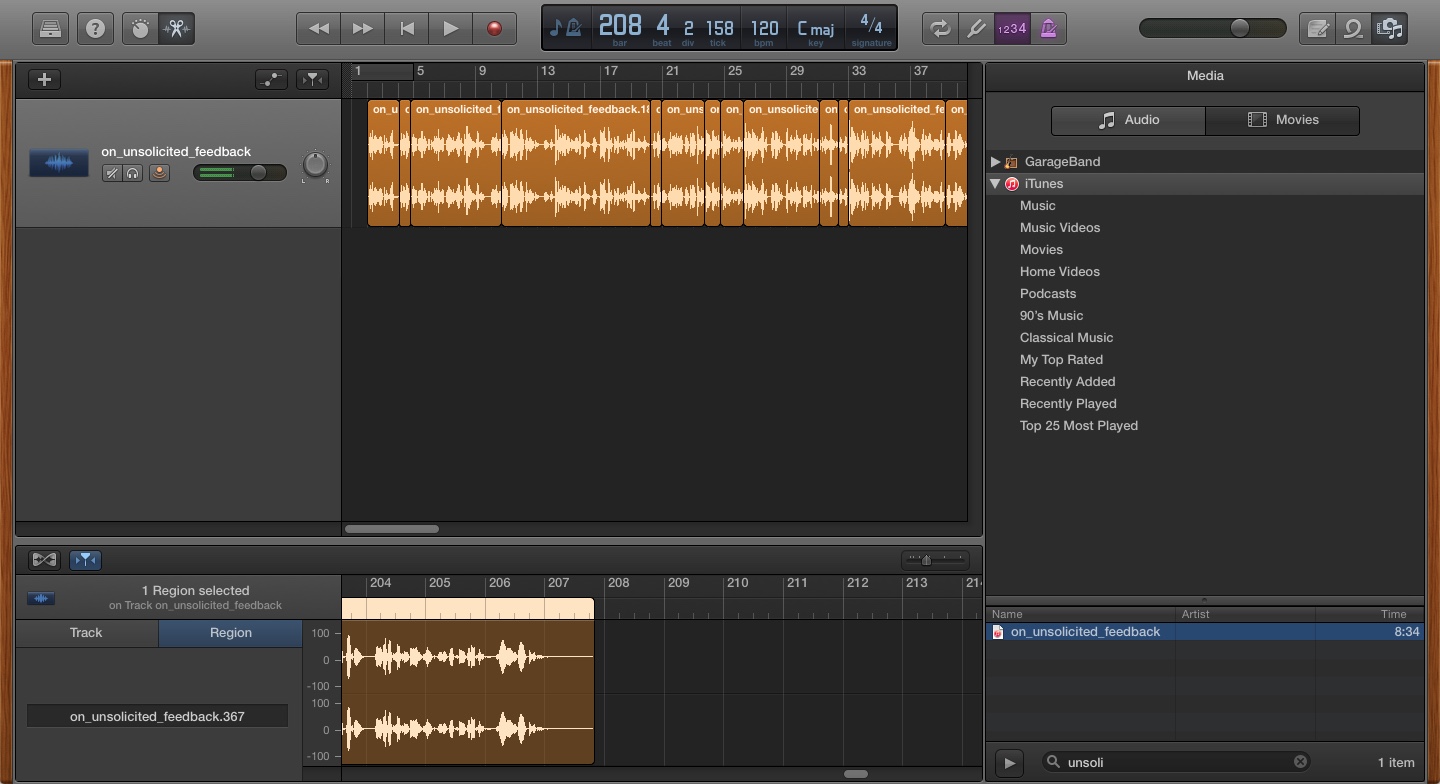 208 4 2 158 120 C maj 4/4
bar beat div tick bpm key signature
1234
1 5 9 13 17 21 25 29 33 37
Media
Audio Movies
on_unsolicited_feedback
L R
on_u on_unsolicited_f on_unsolicited_feedback.18 on_uns on_unsolicite on_unsolicited_fe
GarageBand
iTunes
Music
Music Videos
Movies
Home Videos
Podcasts
90's Music
Classical Music
My Top Rated
Recently Added
Recently Played
Top 25 Most Played
1 Region selected
on Track on_unsolicited_feedback
204 205 206 207 208 209 210 211 212 213 214
Track Region
100
0
-100
100
0
-100
on_unsolicited_feedback.367
Name Artist Time
on_unsolicited_feedback 8:34
unsoli
1 item